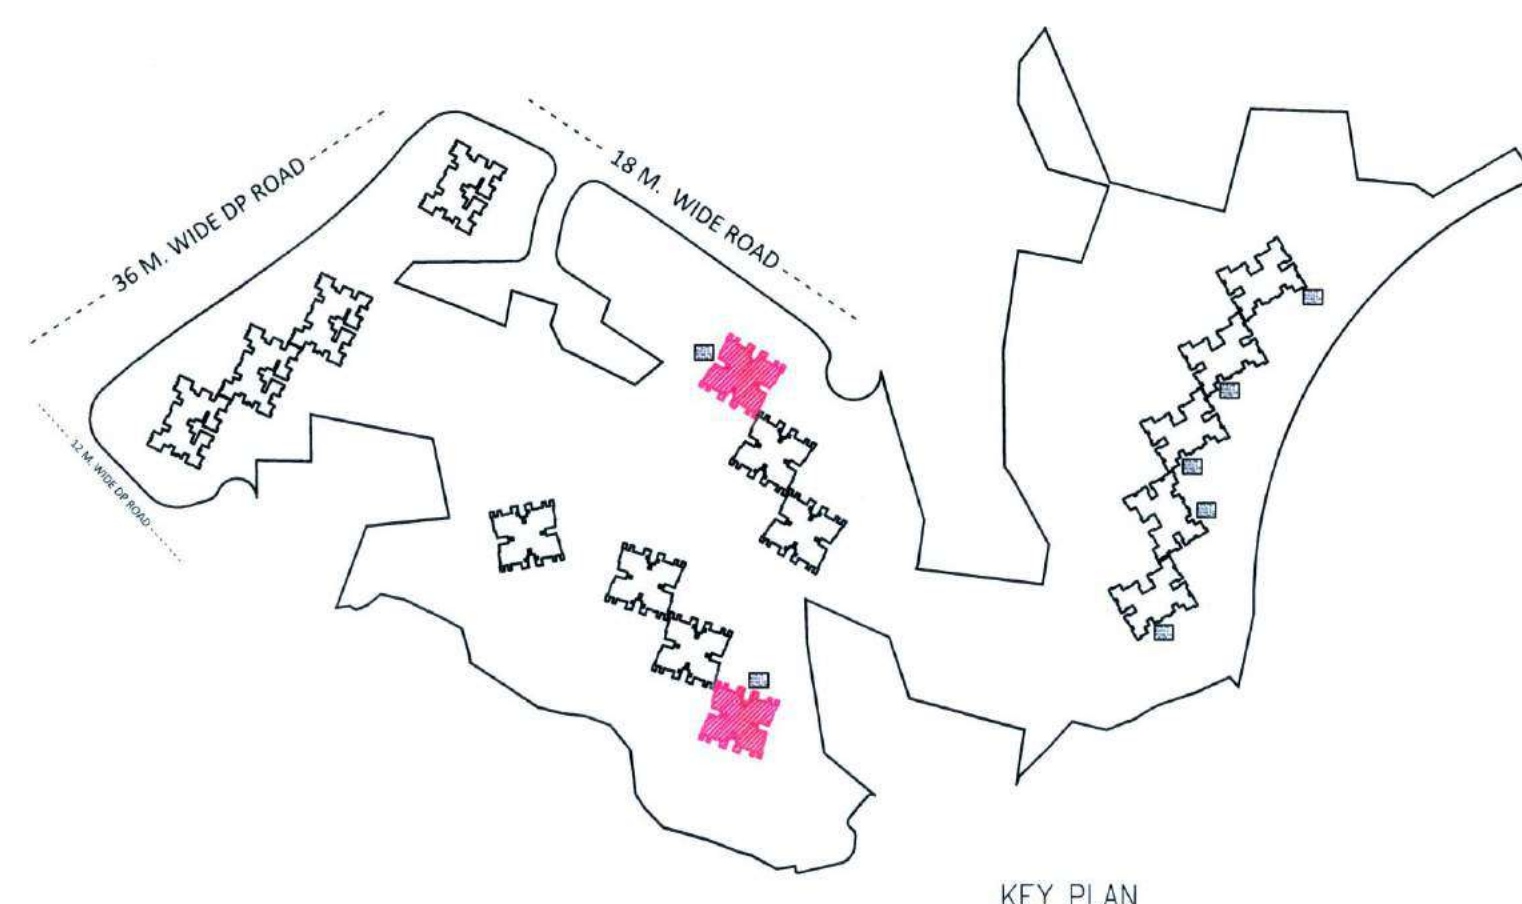 36 M. WIDE DP ROAD
18 M. WIDE ROAD
12 M. WIDE DP ROAD
KEY PLAN